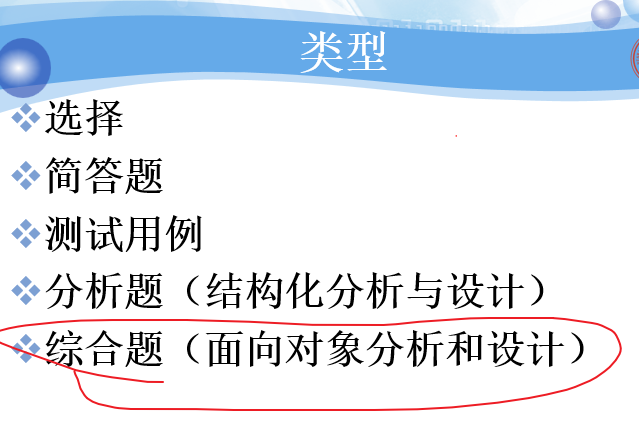 类型
选择
简答题
测试用例
分析题（结构化分析与设计）
综合题（面向对象分析和设计）